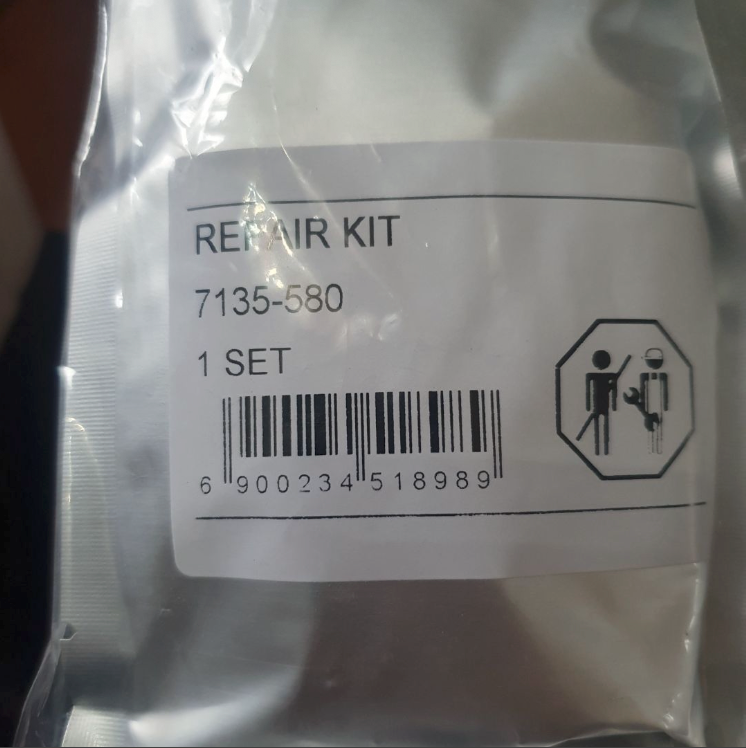 REPAIR KIT
7135-580
1 SET
6 900234 518989